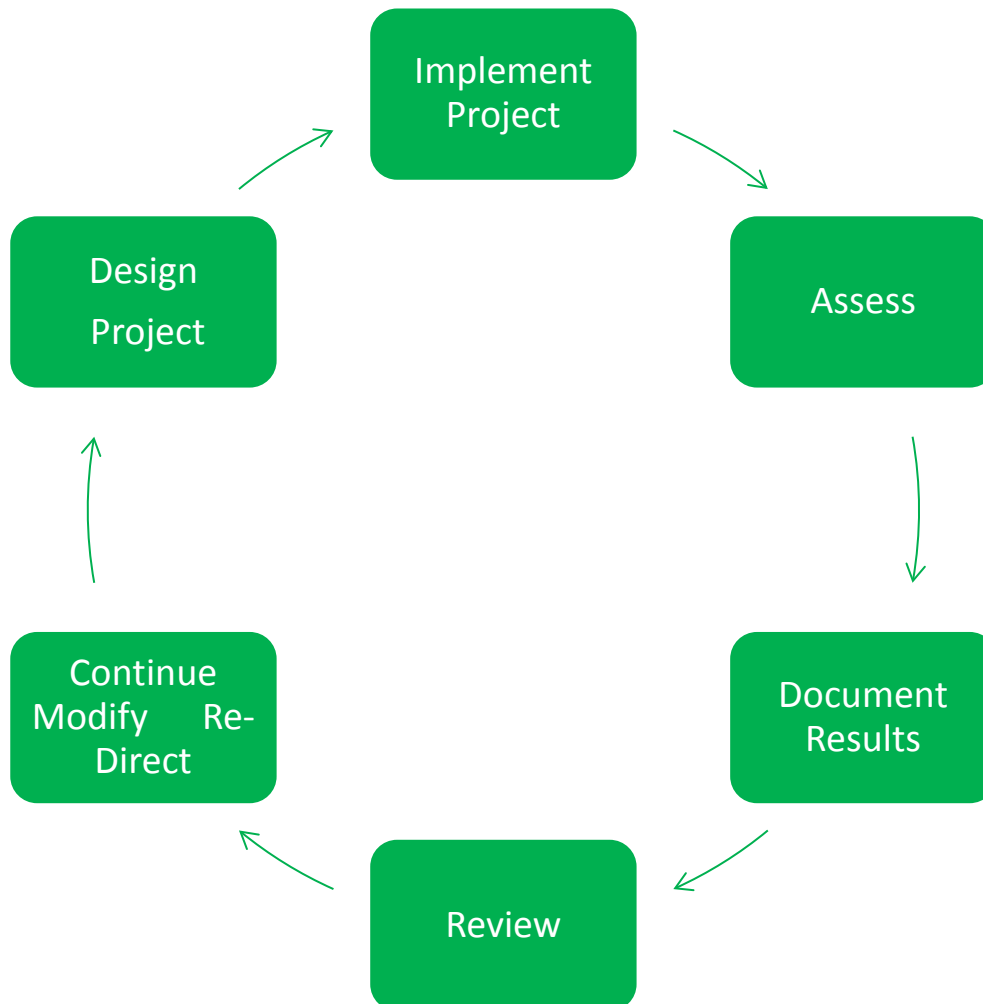 Implement
Project
Design
Project
Assess
Continue
Modify Re-
Direct
Document
Results
Review